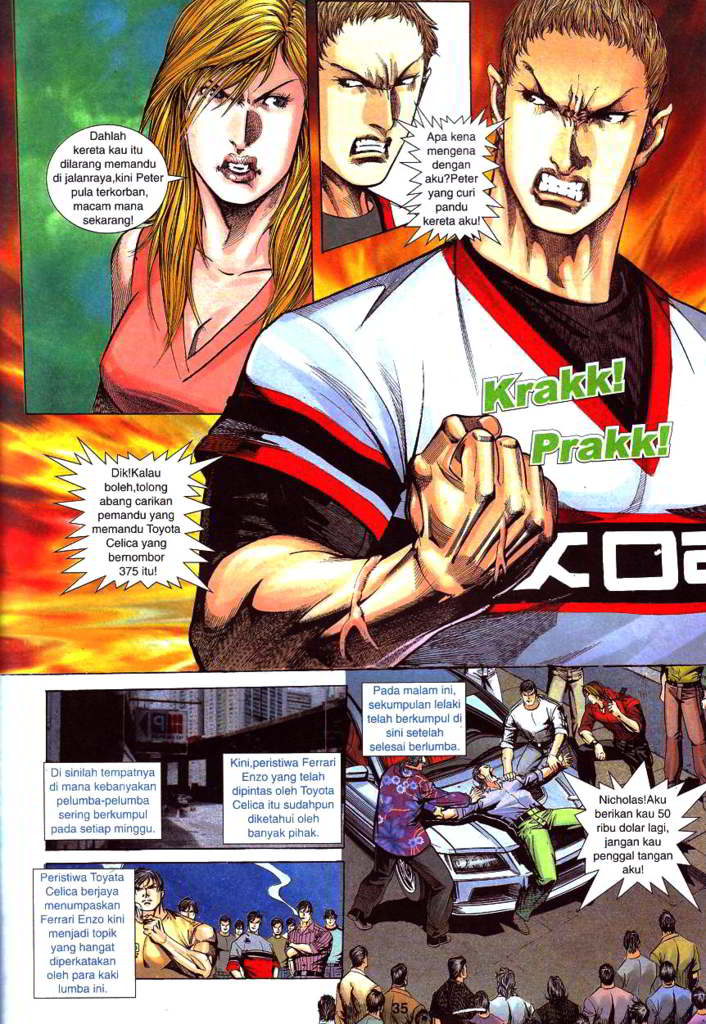 Dahlah
kereta kau itu
dilarang memandu
di jalanraya,kini Peter
pula terkorban,
macam mana
sekarang!
Apa kena
mengena
dengan
aku?Peter
yang curi
pandu
kereta aku!
Krakk!
Prakk!
Dik!Kalau
boleh,tolong
abang carikan
pemandu yang
memandu Toyota
Celica yang
bernombor
375 itu!
Di sinilah tempatnya
di mana kebanyakan
pelumba-pelumba
sering berkumpul
pada setiap minggu.
Kini,peristiwa Ferrari
Enzo yang telah
dipintas oleh Toyota
Celica itu sudahpun
diketahui oleh
banyak pihak.
Pada malam ini,
sekumpulan lelaki
telah berkumpul di
sini setelah
selesai berlumba.
Nicholas!Aku
berikan kau 50
ribu dolar lagi,
jangan kau
penggal tangan
aku!
Peristiwa Toyata
Celica berjaya
menumpaskan
Ferrari Enzo kini
menjadi topik
yang hangat
diperkatakan
oleh para kaki
lumba ini.
35